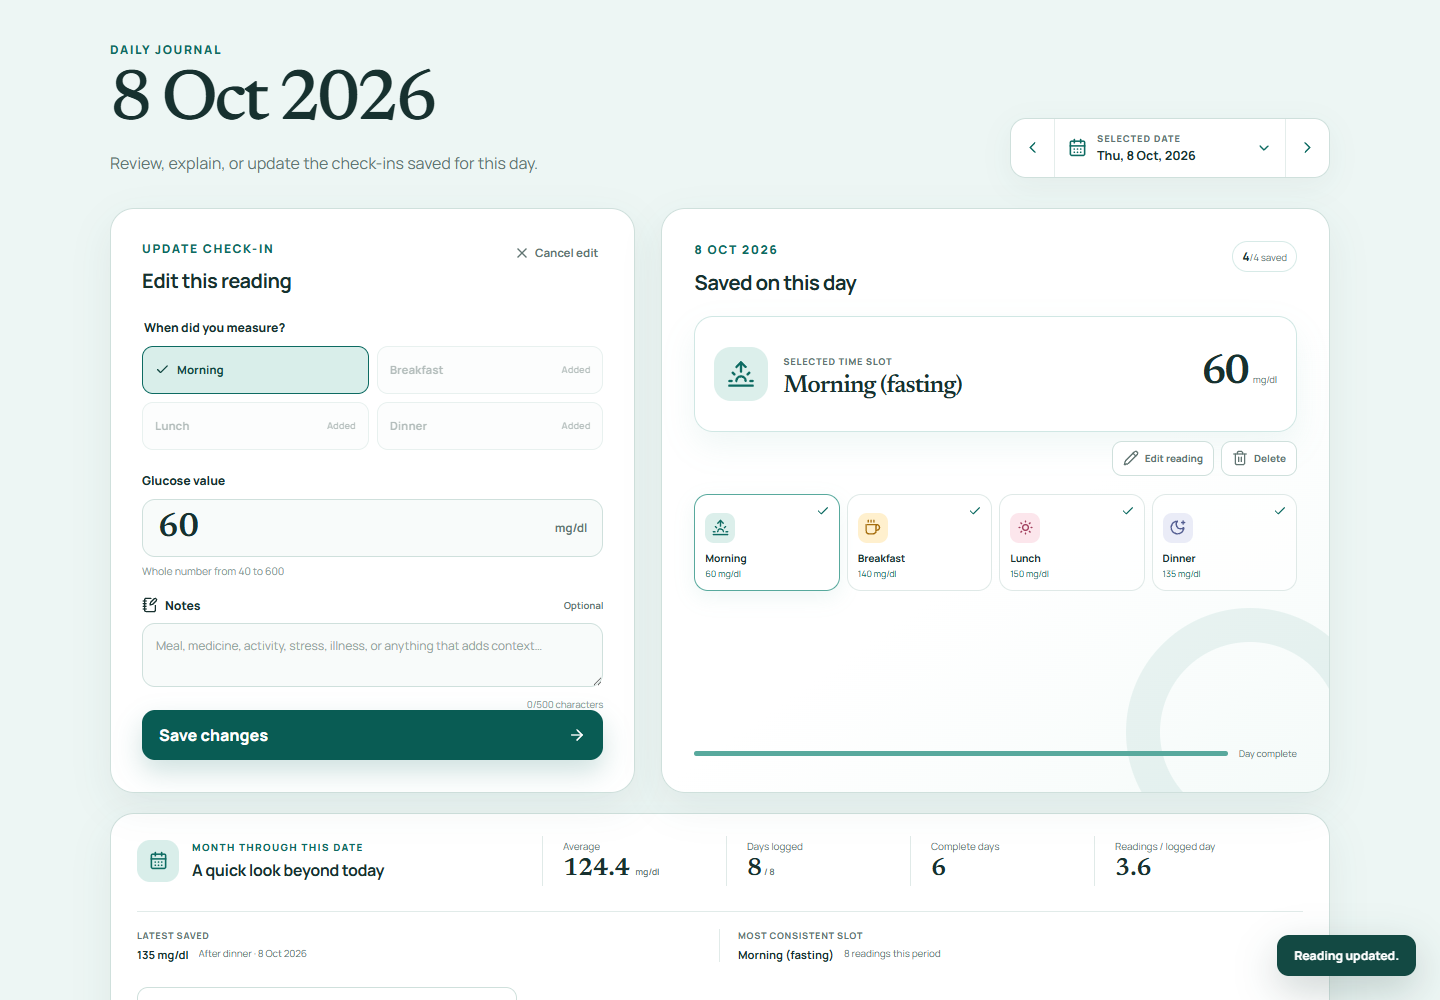 DAILY JOURNAL
8 Oct 2026
Review, explain, or update the check-ins saved for this day.
SELECTED DATE
Thu, 8 Oct, 2026
UPDATE CHECK-IN
Cancel edit
Edit this reading
When did you measure?
Morning
Breakfast Added
Lunch Added
Dinner Added
Glucose value
60 mg/dl
Whole number from 40 to 600
Notes Optional
Meal, medicine, activity, stress, illness, or anything that adds context...
0/500 characters
Save changes
8 OCT 2026
4/4 saved
Saved on this day
SELECTED TIME SLOT
Morning (fasting)
60 mg/dl
Edit reading
Delete
Morning
60 mg/dl
Breakfast
140 mg/dl
Lunch
150 mg/dl
Dinner
135 mg/dl
Day complete
MONTH THROUGH THIS DATE
A quick look beyond today
Average
124.4 mg/dl
Days logged
8 / 8
Complete days
6
Readings / logged day
3.6
LATEST SAVED
135 mg/dl After dinner · 8 Oct 2026
MOST CONSISTENT SLOT
Morning (fasting) 8 readings this period
Reading updated.